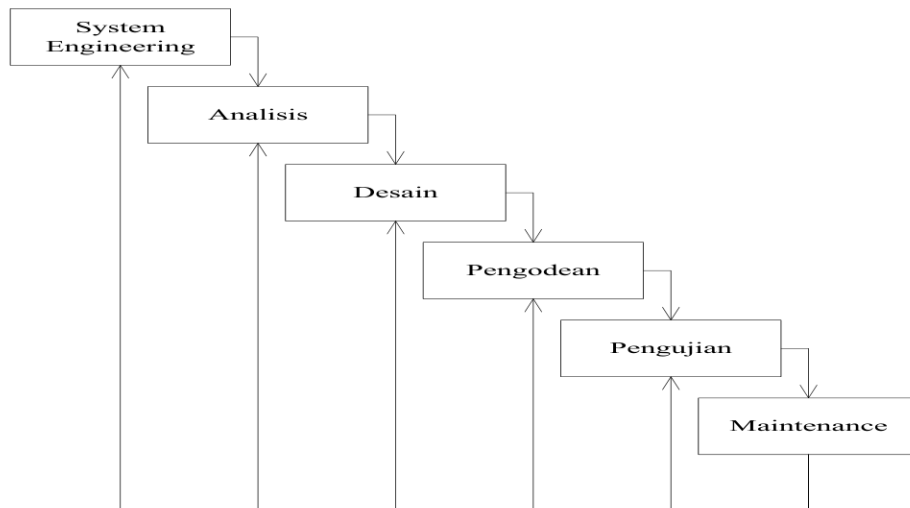 System
Engineering
Analisis
Desain
Pengodean
Pengujian
Maintenance